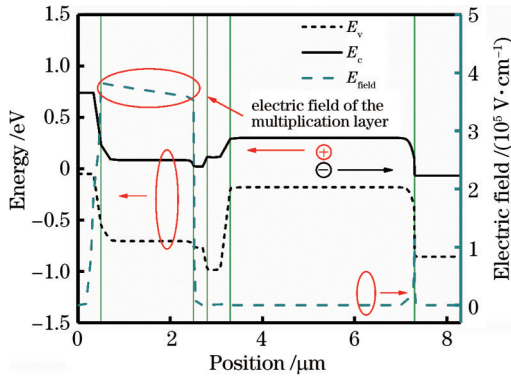 1.5
1.0
0.5
0
-0.5
-1.0
-1.5
Energy /eV
0
2
4
6
8
Position /μm
5
4
3
2
1
0
Electric field /(10⁵ V·cm⁻¹)
Eᵥ
E_c
E_field
electric field of the
multiplication layer
+
−